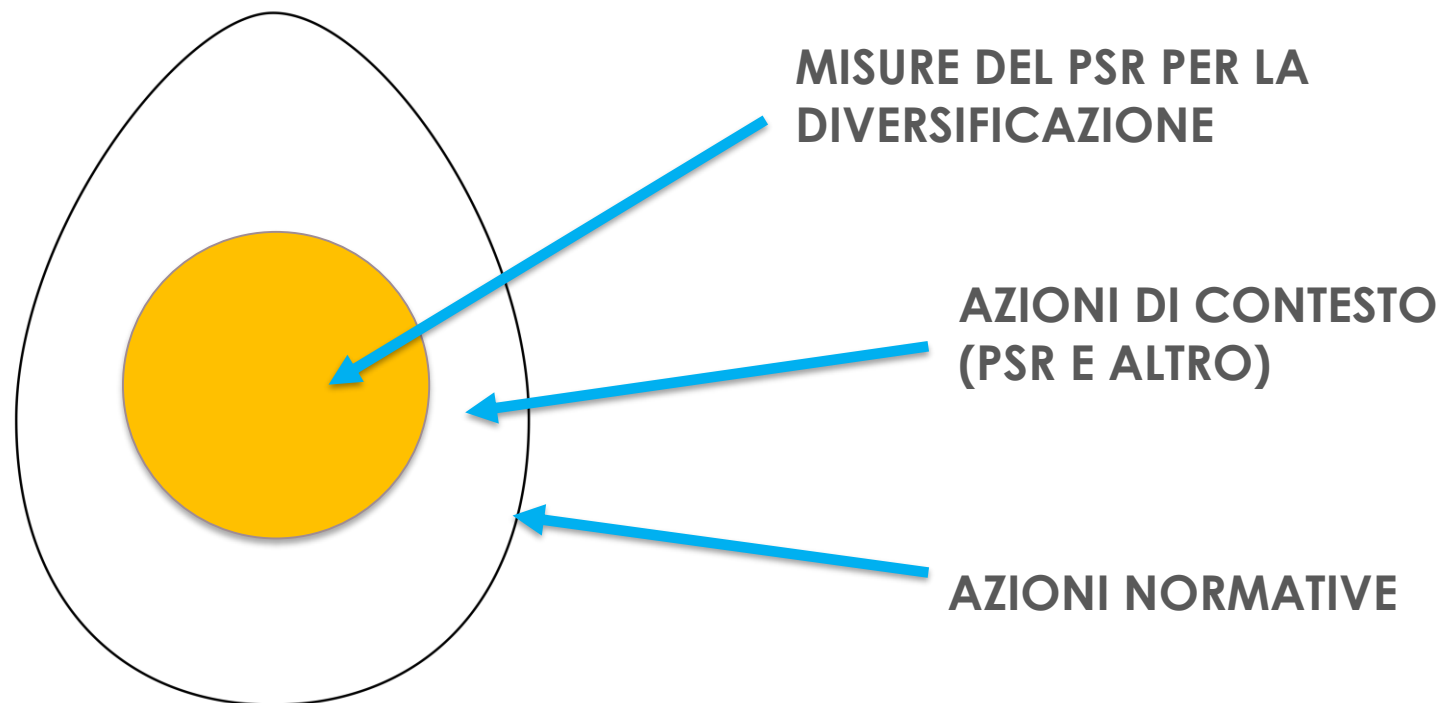 MISURE DEL PSR PER LA
DIVERSIFICAZIONE
AZIONI DI CONTESTO
(PSR E ALTRO)
AZIONI NORMATIVE